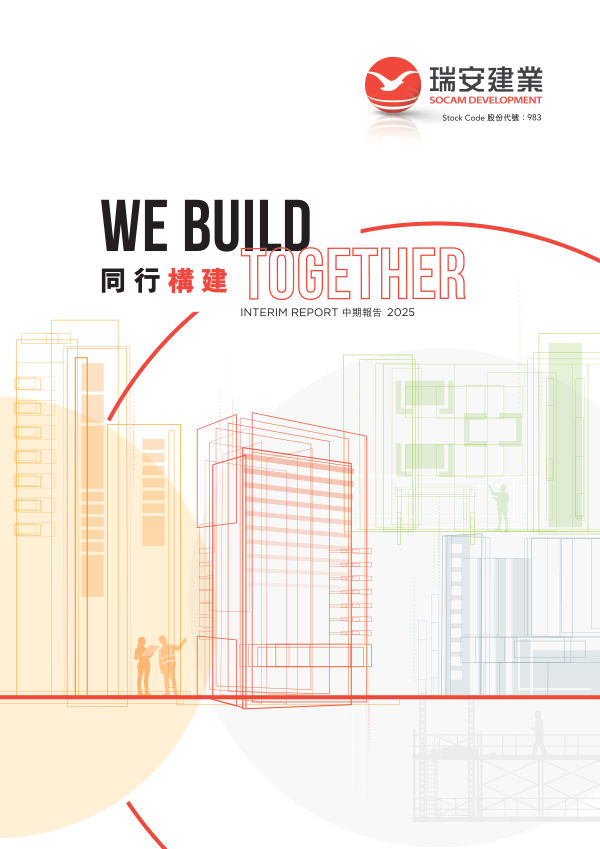 瑞安建業
SOCAM DEVELOPMENT
Stock Code 股份代號：983
WE BUILD
同行構建 TOGETHER
INTERIM REPORT 中期報告 2025